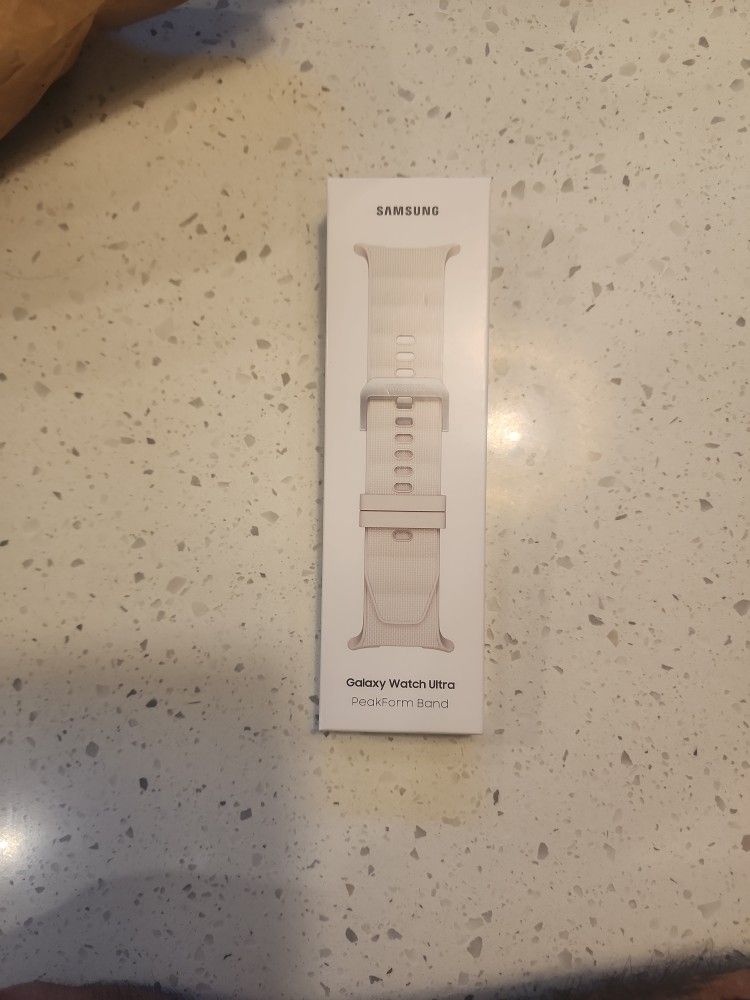 SAMSUNG
Galaxy Watch Ultra
PeakForm Band